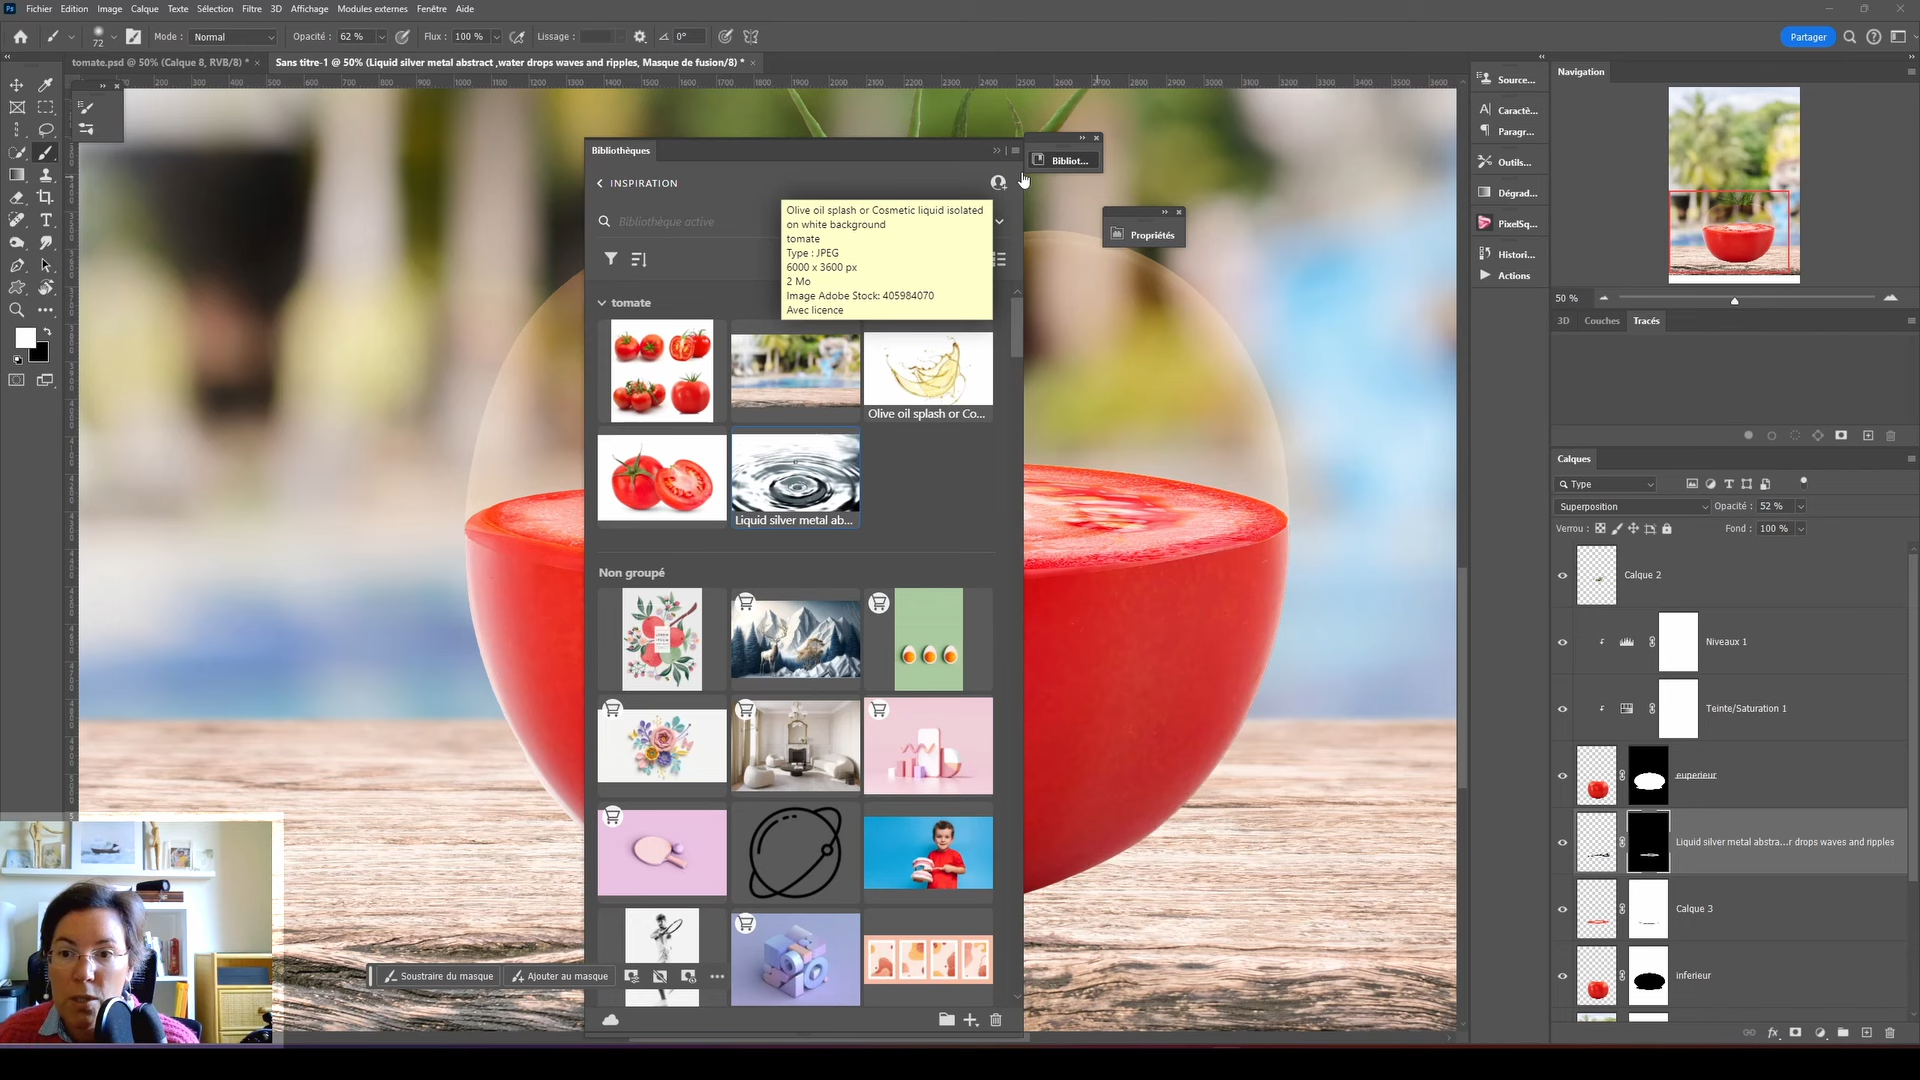 Ps Fichier Edition Image Calque Texte Sélection Filtre 3D Affichage Modules externes Fenêtre Aide
72 Mode : Normal Opacité : 62 % Flux : 100 % Lissage : 0° Partager
tomate.psd @ 50% (Calque 8, RVB/8) * × Sans titre-1 @ 50% (Liquid silver metal abstract ,water drops waves and ripples, Masque de fusion/8) * ×
Source...
Caractè...
Paragr...
Outils...
Dégrad...
PixelSq...
Histori...
Actions
Navigation
50 %
3D Couches Tracés
Bibliothèques
Bibliot...
INSPIRATION
Bibliothèque active
Olive oil splash or Cosmetic liquid isolated
on white background
tomate
Type : JPEG
6000 x 3600 px
2 Mo
Image Adobe Stock: 405984070
Avec licence
Propriétés
tomate
Olive oil splash or Co...
Liquid silver metal ab...
Non groupé
Soustraire du masque Ajouter au masque
Calques
Type
Superposition Opacité : 52 %
Verrou : Fond : 100 %
Calque 2
Niveaux 1
Teinte/Saturation 1
euperieur
Liquid silver metal abstra...r drops waves and ripples
Calque 3
inferieur